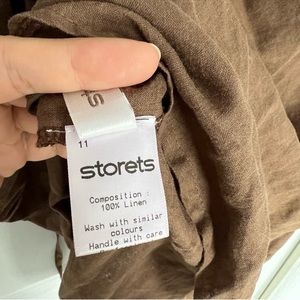 11
storets
Composition :
100% Linen
Wash with similar
colours
Handle with care